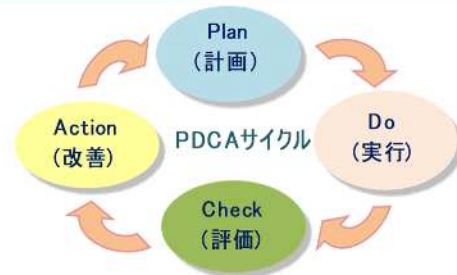 Plan
(計画)
Action
(改善)
PDCAサイクル
Do
(実行)
Check
(評価)